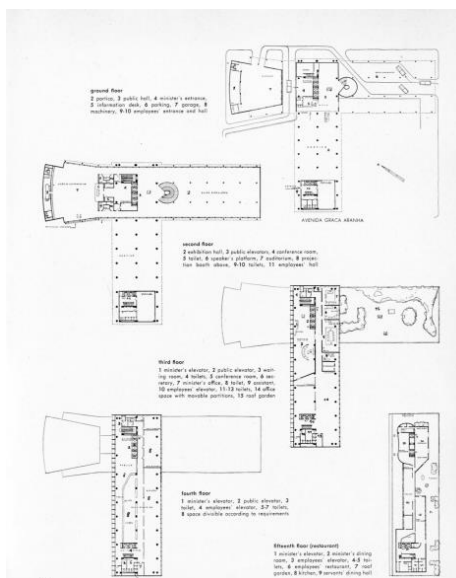 ground floor
2 portico, 3 public hall, 4 minister's entrance,
5 information desk, 6 parking, 7 garage, 8
machinery, 9-10 employees' entrance and hall
AVENIDA GRAÇA ARANHA
second floor
2 exhibition hall, 3 public elevators, 4 conference room,
5 toilet, 6 speaker's platform, 7 auditorium, 8 projec-
tion booth above, 9-10 toilets, 11 employees' hall
third floor
1 minister's elevator, 2 public elevator, 3 wait-
ing room, 4 toilets, 5 conference room, 6 sec-
retary, 7 minister's office, 8 toilet, 9 assistant,
10 employees' elevator, 11-13 toilets, 14 office
space with movable partitions, 15 roof garden
fourth floor
1 minister's elevator, 2 public elevator, 3
toilet, 4 employees' elevator, 5-7 toilets,
8 space divisible according to requirements
fifteenth floor (restaurant)
1 minister's elevator, 2 minister's dining
room, 3 employees elevator, 4-5 toi-
lets, 6 employees' restaurant, 7 roof
garden, 8 kitchen, 9 servants' dining hall